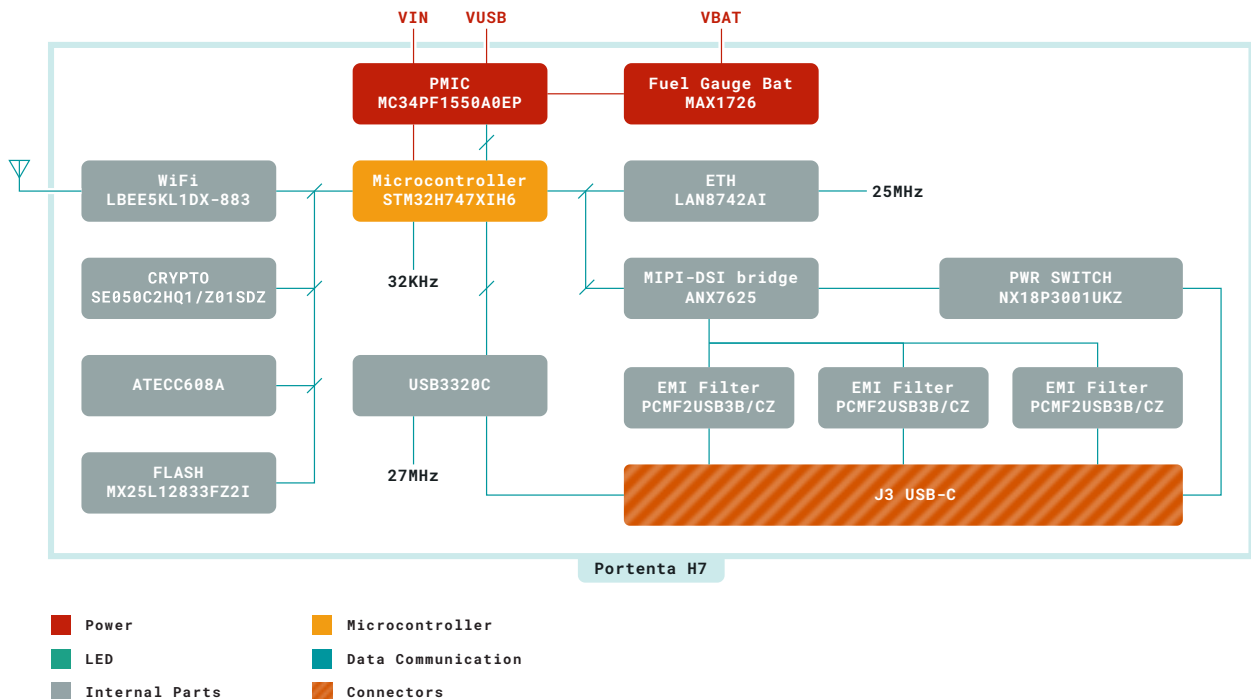 VIN
VUSB
VBAT
PMIC
MC34PF1550A0EP
Fuel Gauge Bat
MAX1726
WiFi
LBEE5KL1DX-883
Microcontroller
STM32H747XIH6
ETH
LAN8742AI
25MHz
CRYPTO
SE050C2HQ1/Z01SDZ
32KHz
MIPI-DSI bridge
ANX7625
PWR SWITCH
NX18P3001UKZ
ATECC608A
USB3320C
EMI Filter
PCMF2USB3B/CZ
EMI Filter
PCMF2USB3B/CZ
EMI Filter
PCMF2USB3B/CZ
FLASH
MX25L12833FZ2I
27MHz
J3 USB-C
Portenta H7
Power
Microcontroller
LED
Data Communication
Internal Parts
Connectors